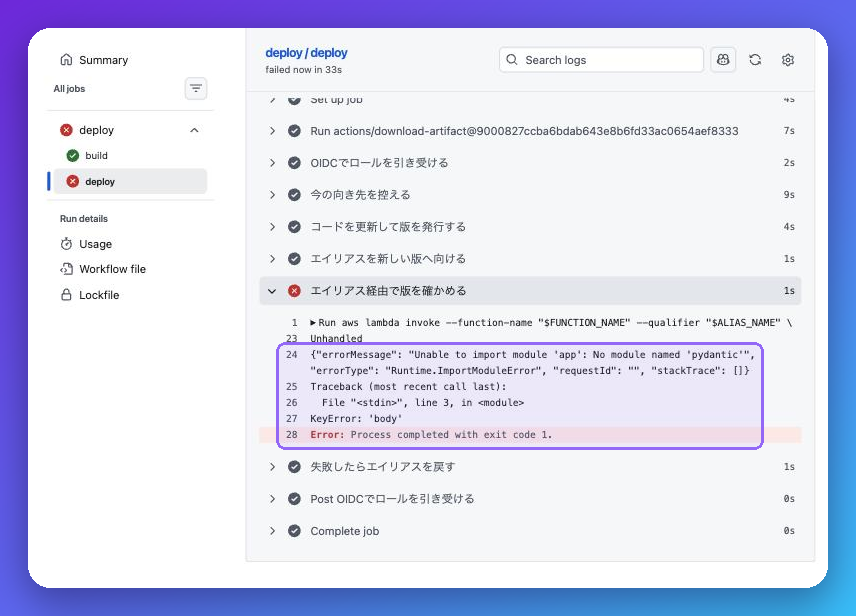 Summary
All jobs
deploy
build
deploy
Run details
Usage
Workflow file
Lockfile
deploy / deploy
failed now in 33s
Search logs
Set up job 4s
Run actions/download-artifact@9000827ccba6bdab643e8b6fd33ac0654aef8333 7s
OIDCでロールを引き受ける 2s
今の向き先を控える 9s
コードを更新して版を発行する 4s
エイリアスを新しい版へ向ける 1s
エイリアス経由で版を確かめる 1s
1 ▶Run aws lambda invoke --function-name "$FUNCTION_NAME" --qualifier "$ALIAS_NAME" \
23 Unhandled
24 {"errorMessage": "Unable to import module 'app': No module named 'pydantic'",
"errorType": "Runtime.ImportModuleError", "requestId": "", "stackTrace": []}
25 Traceback (most recent call last):
26 File "<stdin>", line 3, in <module>
27 KeyError: 'body'
28 Error: Process completed with exit code 1.
失敗したらエイリアスを戻す 1s
Post OIDCでロールを引き受ける 0s
Complete job 0s